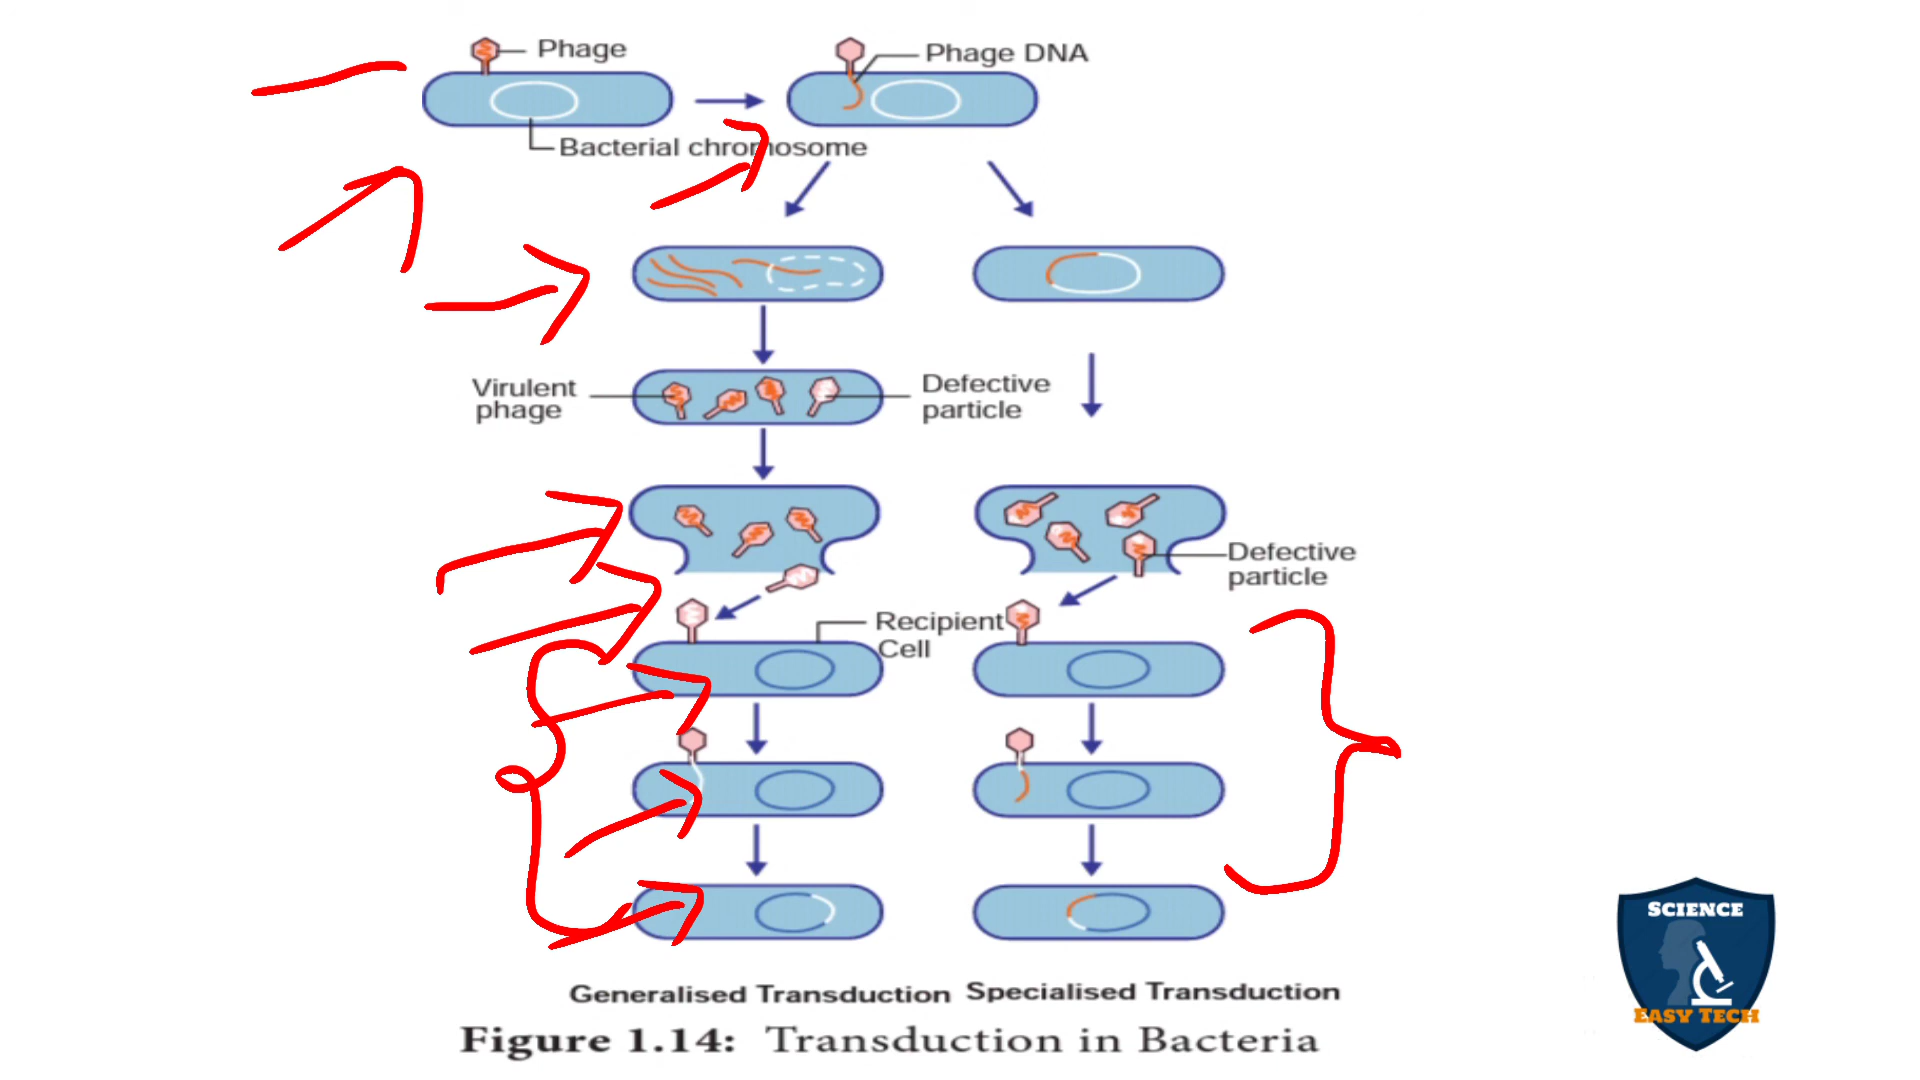 Phage
Phage DNA
Bacterial chromosome
Virulent
phage
Defective
particle
Defective
particle
Recipient
Cell
Generalised Transduction
Specialised Transduction
Figure 1.14: Transduction in Bacteria
SCIENCE
EASY TECH